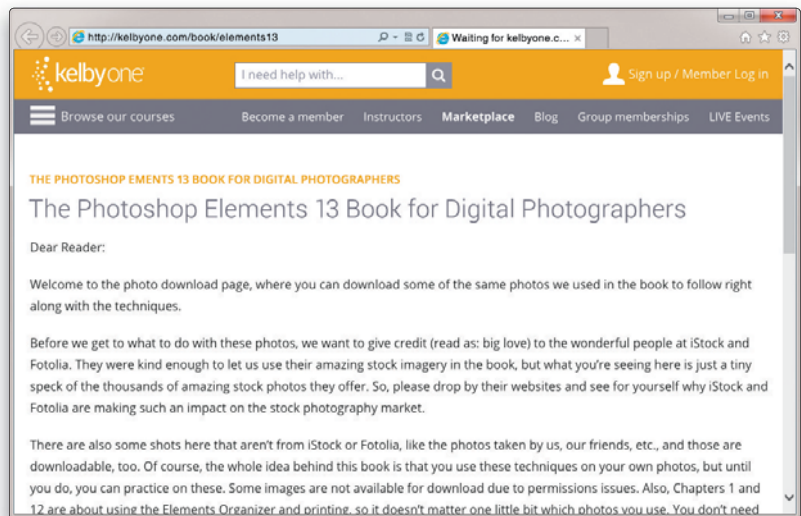 http://kelbyone.com/book/elements13
Waiting for kelbyone.c...
kelbyone
I need help with...
Sign up / Member Log in
Browse our courses
Become a member
Instructors
Marketplace
Blog
Group memberships
LIVE Events
THE PHOTOSHOP EMENTS 13 BOOK FOR DIGITAL PHOTOGRAPHERS
The Photoshop Elements 13 Book for Digital Photographers
Dear Reader:
Welcome to the photo download page, where you can download some of the same photos we used in the book to follow right
along with the techniques.
Before we get to what to do with these photos, we want to give credit (read as: big love) to the wonderful people at iStock and
Fotolia. They were kind enough to let us use their amazing stock imagery in the book, but what you're seeing here is just a tiny
speck of the thousands of amazing stock photos they offer. So, please drop by their websites and see for yourself why iStock and
Fotolia are making such an impact on the stock photography market.
There are also some shots here that aren't from iStock or Fotolia, like the photos taken by us, our friends, etc., and those are
downloadable, too. Of course, the whole idea behind this book is that you use these techniques on your own photos, but until
you do, you can practice on these. Some images are not available for download due to permissions issues. Also, Chapters 1 and
12 are about using the Elements Organizer and printing, so it doesn't matter one little bit which photos you use. You don't need